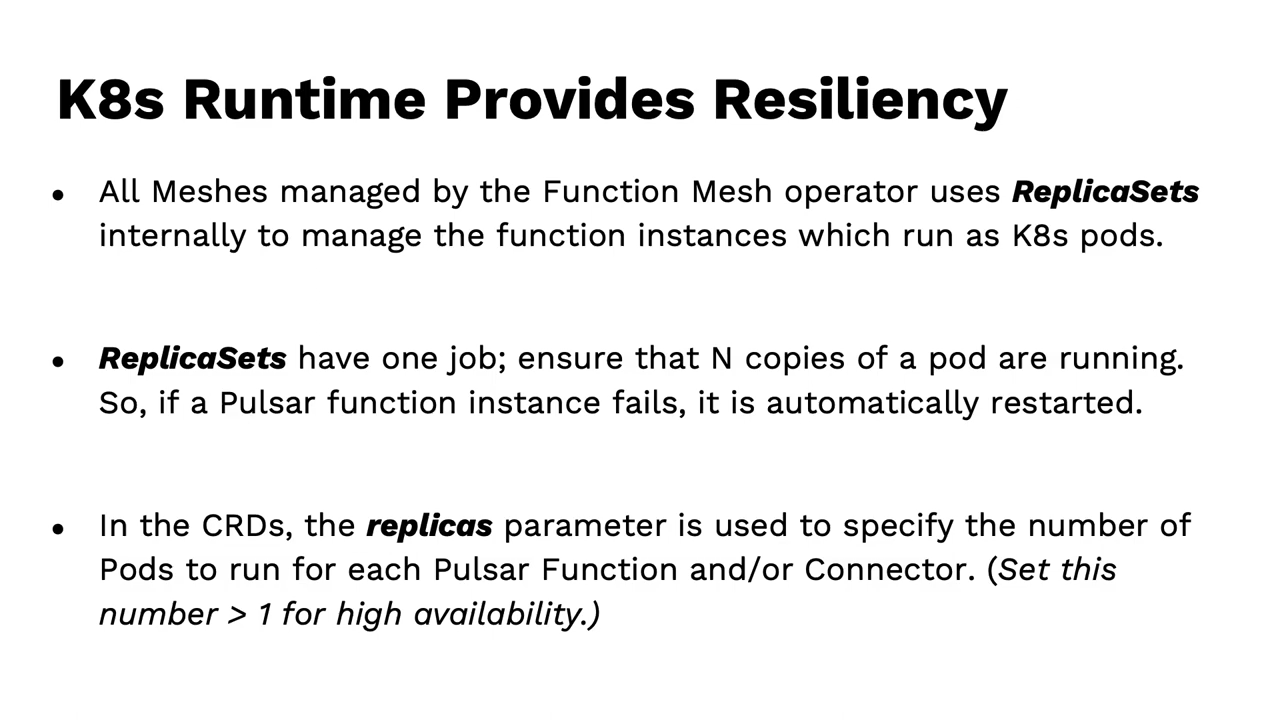 K8s Runtime Provides Resiliency
● All Meshes managed by the Function Mesh operator uses ReplicaSets
internally to manage the function instances which run as K8s pods.
● ReplicaSets have one job; ensure that N copies of a pod are running.
So, if a Pulsar function instance fails, it is automatically restarted.
● In the CRDs, the replicas parameter is used to specify the number of
Pods to run for each Pulsar Function and/or Connector. (Set this
number > 1 for high availability.)